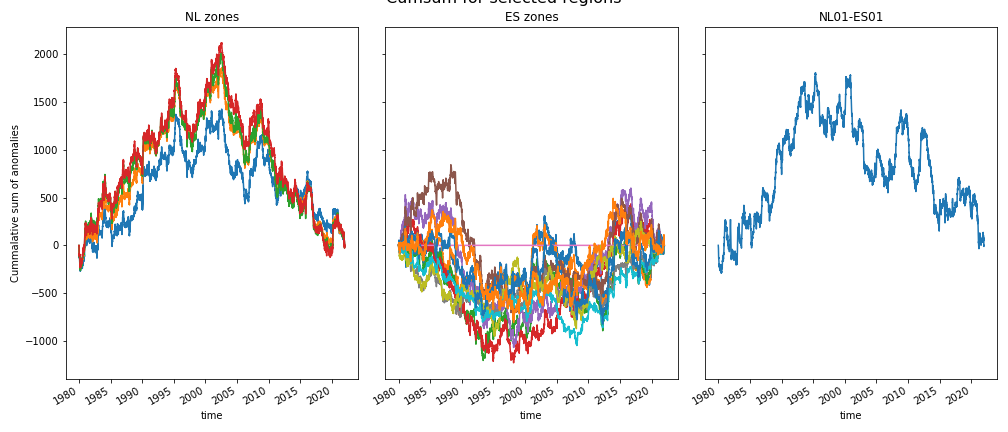 Cumsum for selected regions
NL zones
ES zones
NL01-ES01
Cummalative sum of anomalies
2000
1500
1000
500
0
−500
−1000
1980 1985 1990 1995 2000 2005 2010 2015 2020
1980 1985 1990 1995 2000 2005 2010 2015 2020
1980 1985 1990 1995 2000 2005 2010 2015 2020
time
time
time